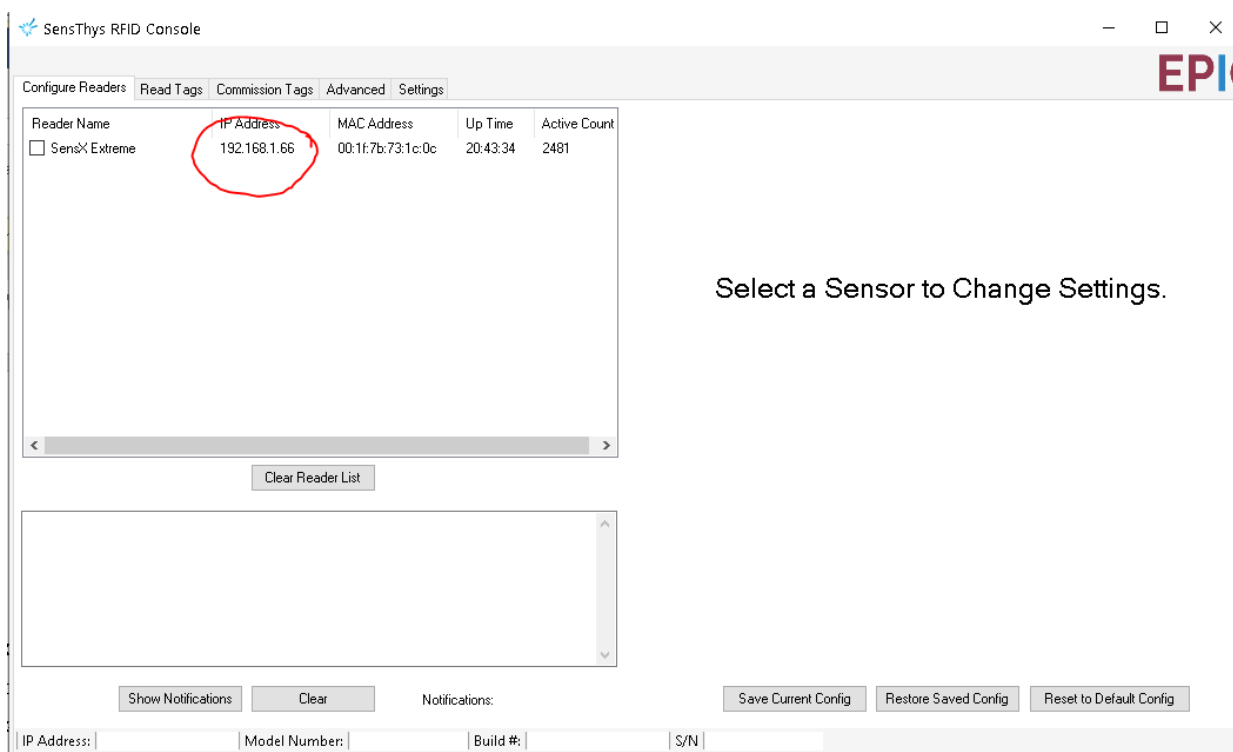 SensThys RFID Console
EPI
Configure Readers Read Tags Commission Tags Advanced Settings
Reader Name IP Address MAC Address Up Time Active Count
SensX Extreme 192.168.1.66 00:1f:7b:73:1c:0c 20:43:34 2481
Select a Sensor to Change Settings.
Clear Reader List
Show Notifications Clear Notifications: Save Current Config Restore Saved Config Reset to Default Config
IP Address: Model Number: Build #: S/N